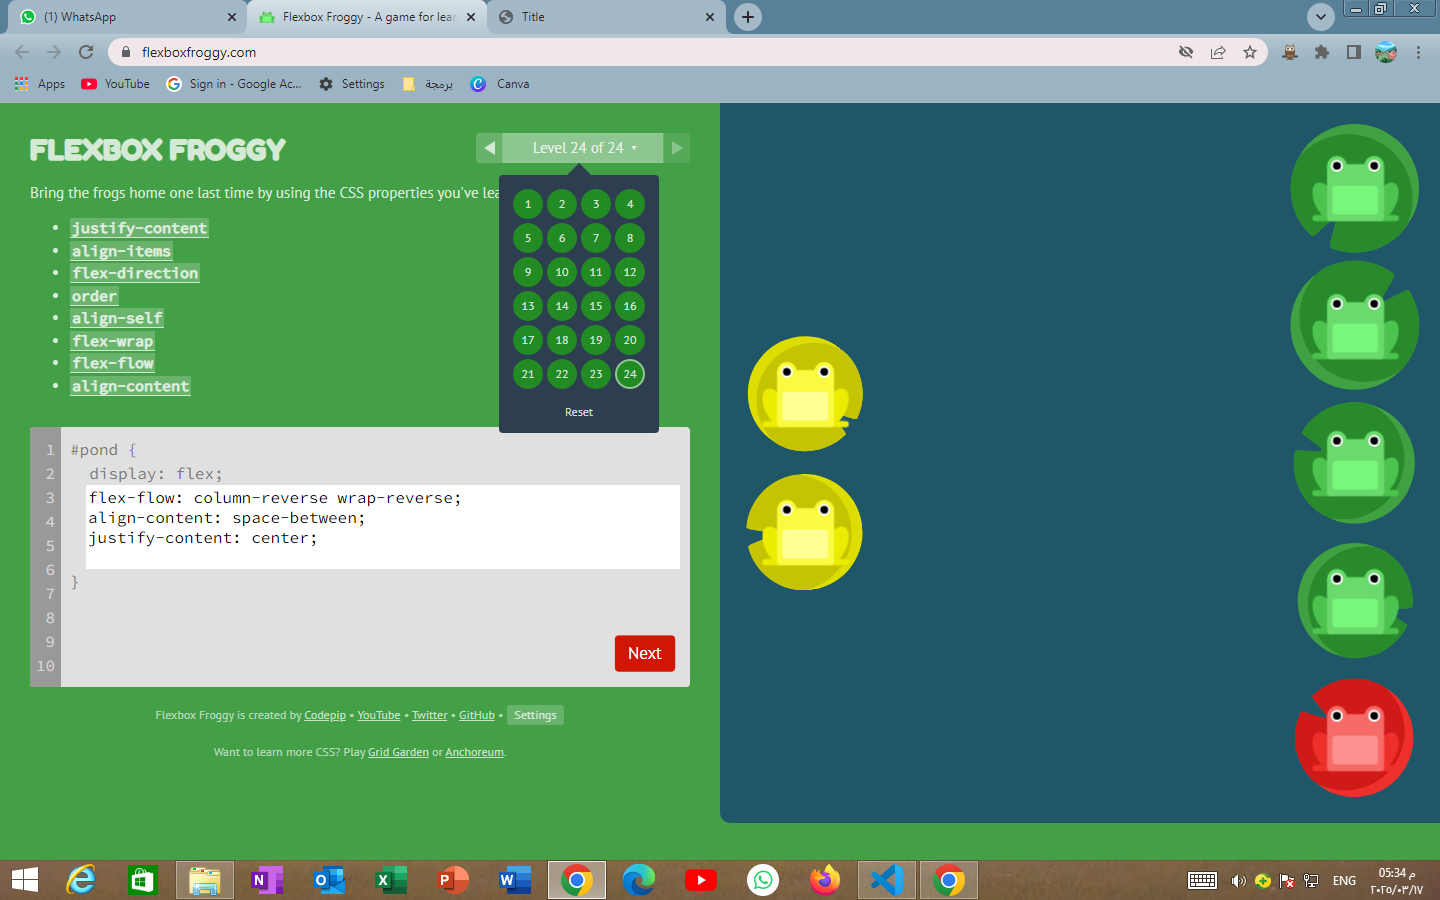 (1) WhatsApp
Flexbox Froggy - A game for lear
Title
flexboxfroggy.com
Apps
YouTube
Sign in - Google Ac...
Settings
برمجة
Canva
FLEXBOX FROGGY
Level 24 of 24
Bring the frogs home one last time by using the CSS properties you've lea
justify-content
align-items
flex-direction
order
align-self
flex-wrap
flex-flow
align-content
1 2 3 4
5 6 7 8
9 10 11 12
13 14 15 16
17 18 19 20
21 22 23 24
Reset
1 #pond {
2 display: flex;
3 flex-flow: column-reverse wrap-reverse;
4 align-content: space-between;
5 justify-content: center;
6
7 }
8
9
10
Next
Flexbox Froggy is created by Codepip • YouTube • Twitter • GitHub • Settings
Want to learn more CSS? Play Grid Garden or Anchoreum.
ENG
05:34 م
٢٠٢٥/٠٣/١٧